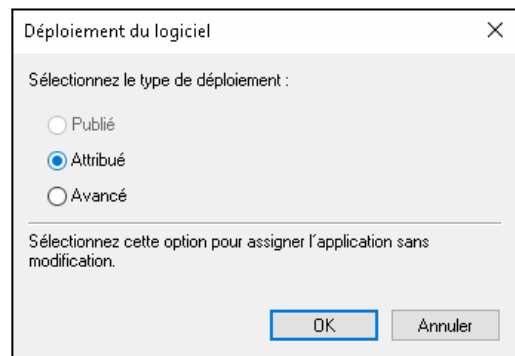 Déploiement du logiciel
Sélectionnez le type de déploiement :
Publié
Attribué
Avancé
Sélectionnez cette option pour assigner l'application sans
modification.
OK
Annuler